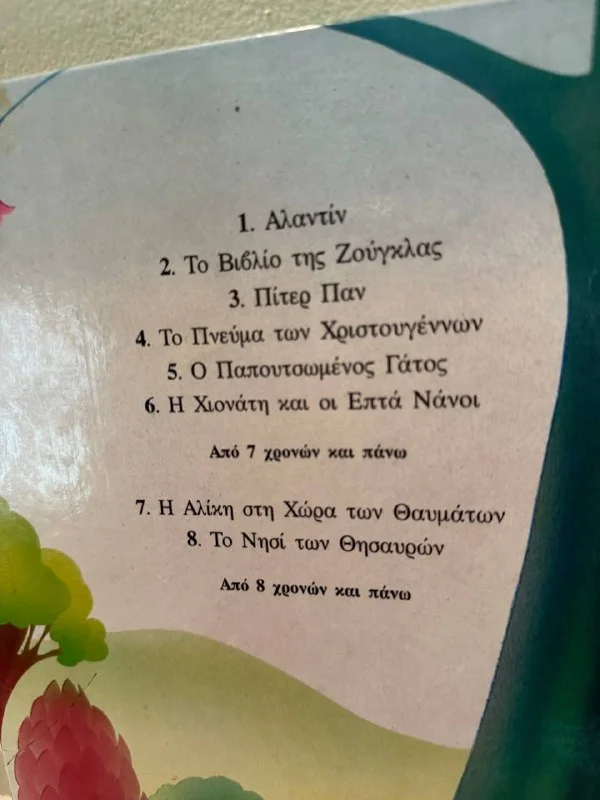 1. Αλαντίν
2. Το Βιβλίο της Ζούγκλας
3. Πίτερ Παν
4. Το Πνεύμα των Χριστουγέννων
5. Ο Παπουτσωμένος Γάτος
6. Η Χιονάτη και οι Επτά Νάνοι
Από 7 χρονών και πάνω
7. Η Αλίκη στη Χώρα των Θαυμάτων
8. Το Νησί των Θησαυρών
Από 8 χρονών και πάνω